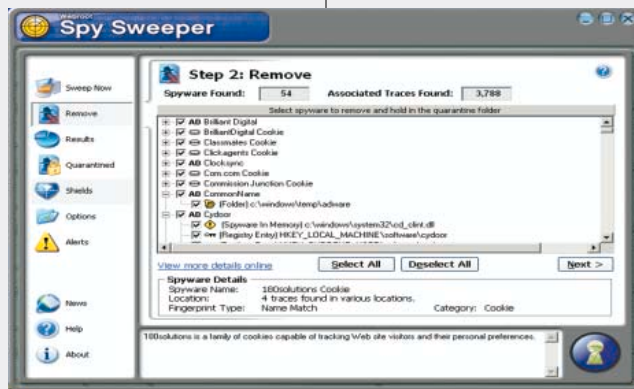 Webroot
Spy Sweeper
Sweep Now
Remove
Results
Quarantined
Shields
Options
Alerts
News
Help
About
Step 2: Remove
Spyware Found: 54 Associated Traces Found: 3,788
Select spyware to remove and hold in the quarantine folder
AD Brilliant Digital
BrilliantDigital Cookie
Classmates Cookie
Clickagents Cookie
AD Clocksync
Com.com Cookie
Commission Junction Cookie
AD CommonName
(Folder) c:\windows\temp\adware
AD Cydoor
(Spyware In Memory) c:\windows\system32\cd_clint.dll
(Registry Entry) HKEY_LOCAL_MACHINE\software\cydoor
View more details online
Select All
Deselect All
Next >
Spyware Details
Spyware Name: 180solutions Cookie
Location: 4 traces found in various locations.
Fingerprint Type: Name Match Category: Cookie
180solutions is a family of cookies capable of tracking Web site visitors and their personal preferences.